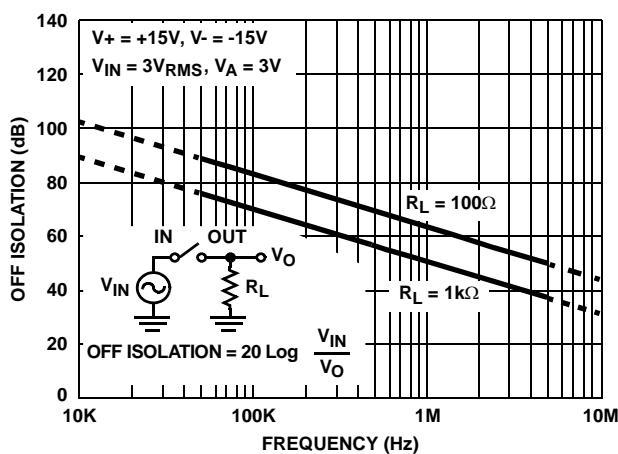 140
120
100
80
60
40
20
0
OFF ISOLATION (dB)
V+ = +15V, V- = -15V
VIN = 3VRMS, VA = 3V
RL = 100Ω
RL = 1kΩ
IN OUT
VO
VIN
RL
OFF ISOLATION = 20 Log VIN
VO
10K 100K 1M 10M
FREQUENCY (Hz)